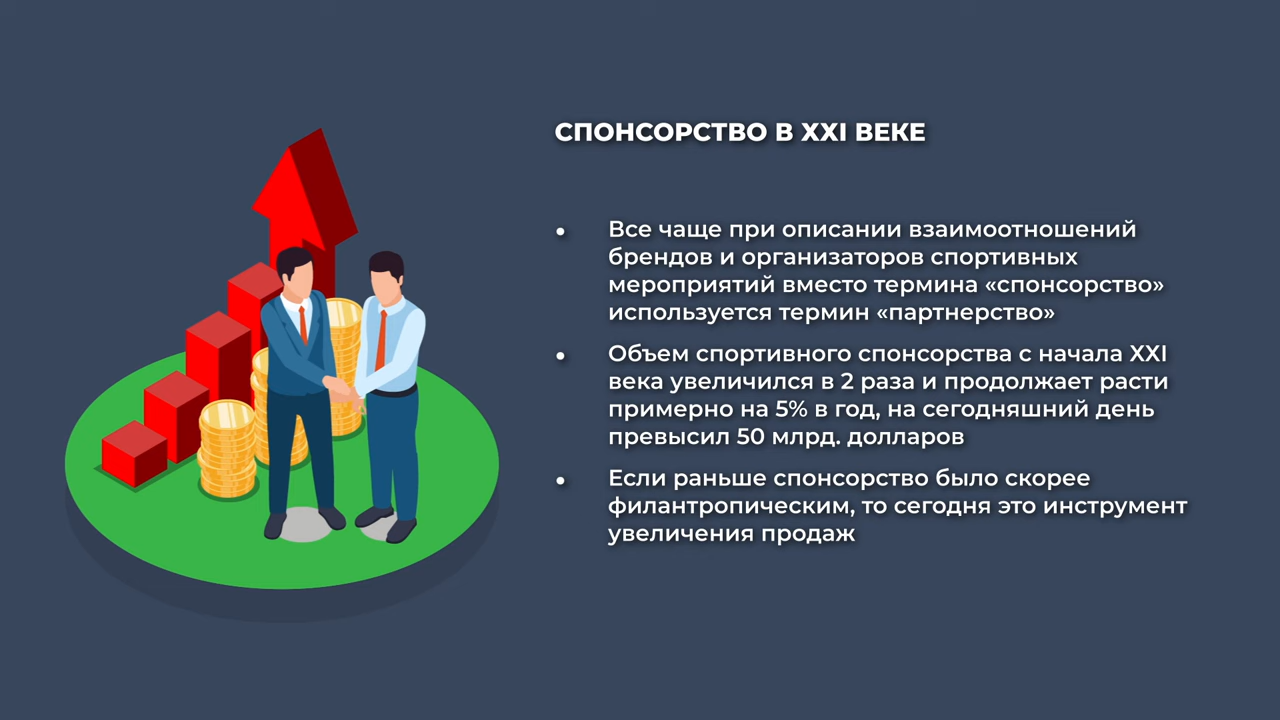 СПОНСОРСТВО В XXI ВЕКЕ
• Все чаще при описании взаимоотношений
брендов и организаторов спортивных
мероприятий вместо термина «спонсорство»
используется термин «партнерство»
• Объем спортивного спонсорства с начала XXI
века увеличился в 2 раза и продолжает расти
примерно на 5% в год, на сегодняшний день
превысил 50 млрд. долларов
• Если раньше спонсорство было скорее
филантропическим, то сегодня это инструмент
увеличения продаж